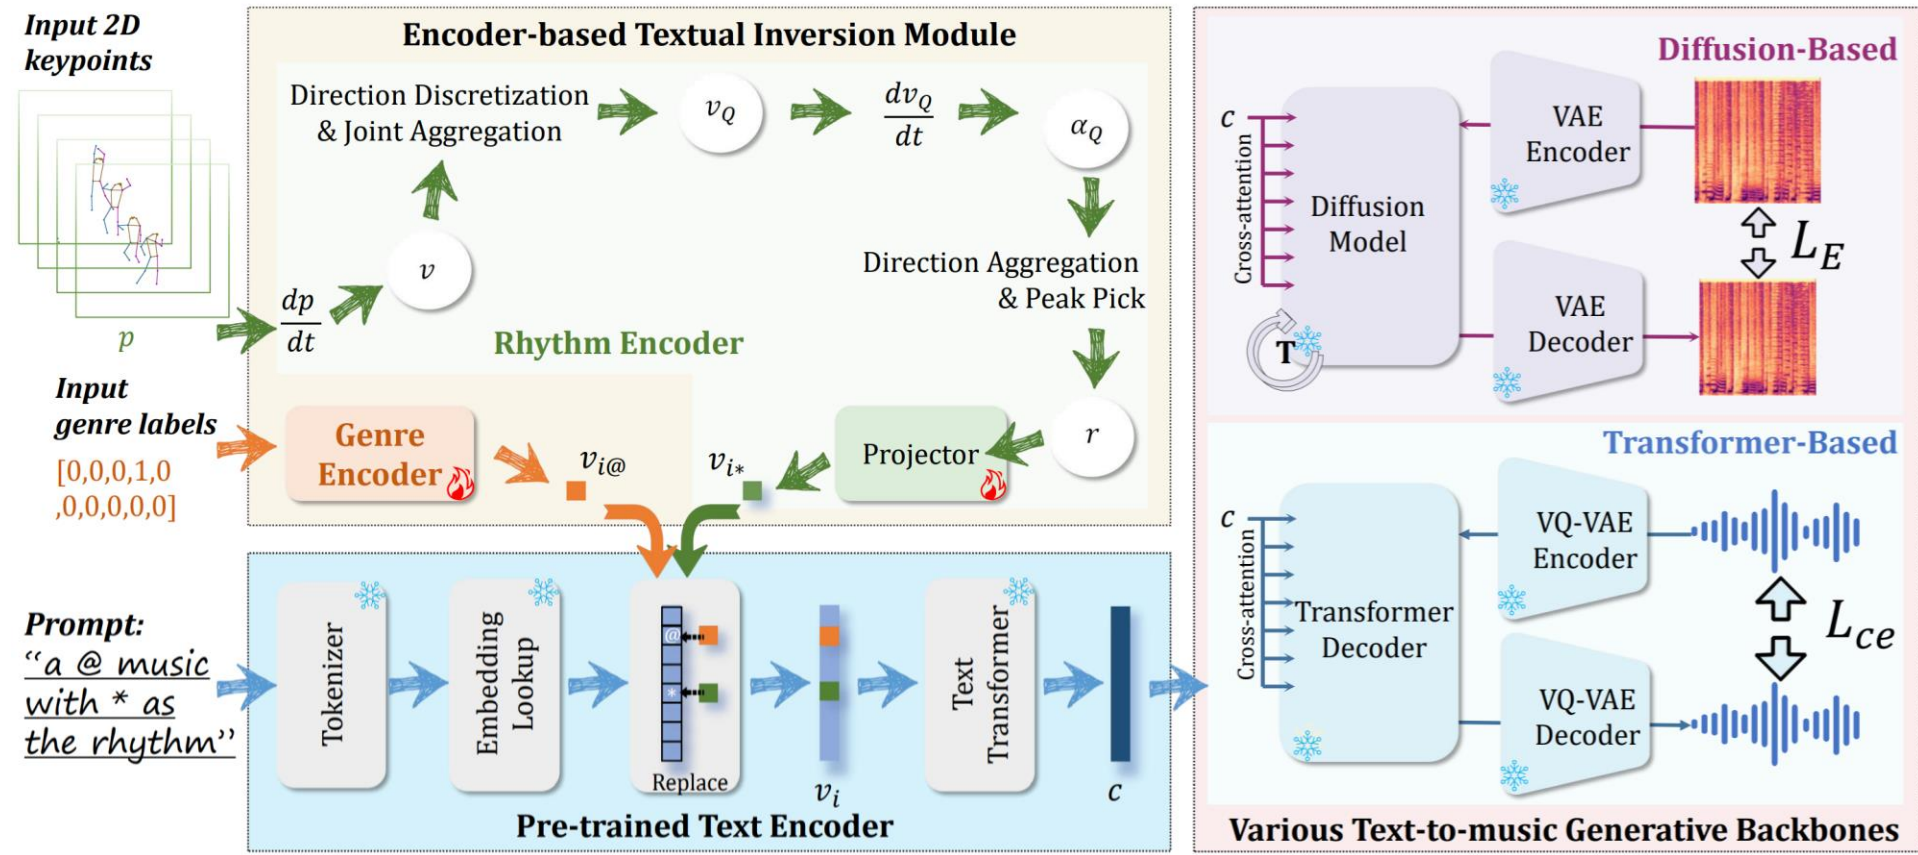 Input 2D
keypoints
p
Input
genre labels
[0,0,0,1,0
,0,0,0,0,0]
Prompt:
“a @ music
with * as
the rhythm”
Encoder-based Textual Inversion Module
Direction Discretization
& Joint Aggregation
v_Q
dv_Q
dt
α_Q
v
dp
dt
Direction Aggregation
& Peak Pick
Rhythm Encoder
r
Genre
Encoder
v_{i@}
v_{i*}
Projector
Tokenizer
Embedding
Lookup
@
*
Replace
v_i
Text
Transformer
c
Pre-trained Text Encoder
Diffusion-Based
c
Cross-attention
Diffusion
Model
T
VAE
Encoder
VAE
Decoder
L_E
Transformer-Based
c
Cross-attention
Transformer
Decoder
VQ-VAE
Encoder
VQ-VAE
Decoder
L_{ce}
Various Text-to-music Generative Backbones